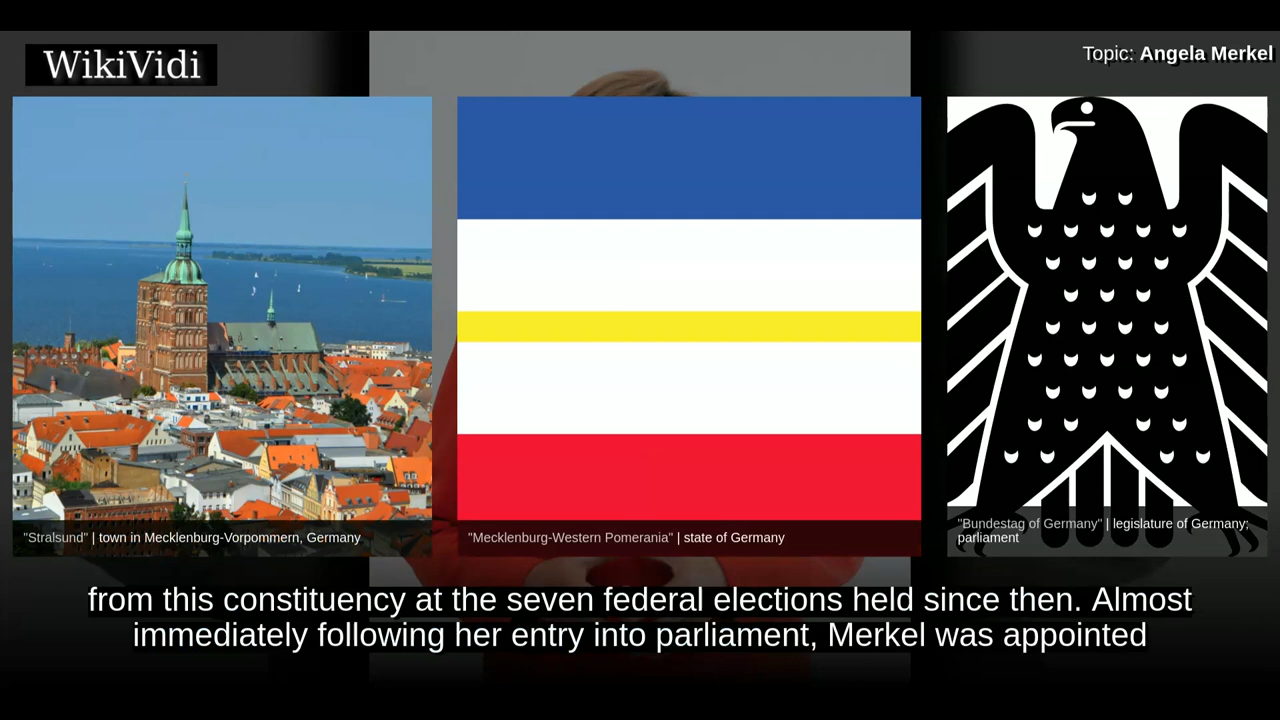 WikiVidi
Topic: Angela Merkel
"Stralsund" | town in Mecklenburg-Vorpommern, Germany
"Mecklenburg-Western Pomerania" | state of Germany
"Bundestag of Germany" | legislature of Germany;
parliament
from this constituency at the seven federal elections held since then. Almost
immediately following her entry into parliament, Merkel was appointed